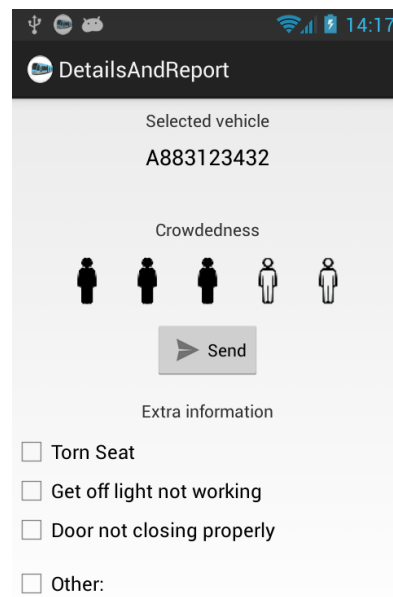 14:17
DetailsAndReport
Selected vehicle
A883123432
Crowdedness
Send
Extra information
Torn Seat
Get off light not working
Door not closing properly
Other: